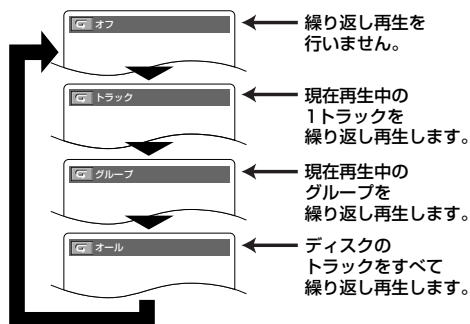 オフ
繰り返し再生を
行いません。
トラック
現在再生中の
1トラックを
繰り返し再生します。
グループ
現在再生中の
グループを
繰り返し再生します。
オール
ディスクの
トラックをすべて
繰り返し再生します。